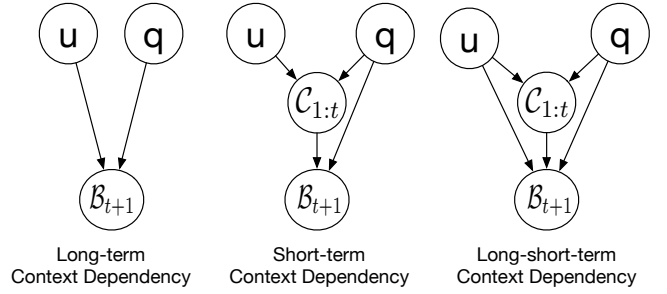 u q u q u q
C₁:ₜ C₁:ₜ
Bₜ₊₁ Bₜ₊₁ Bₜ₊₁
Long-term Short-term Long-short-term
Context Dependency Context Dependency Context Dependency